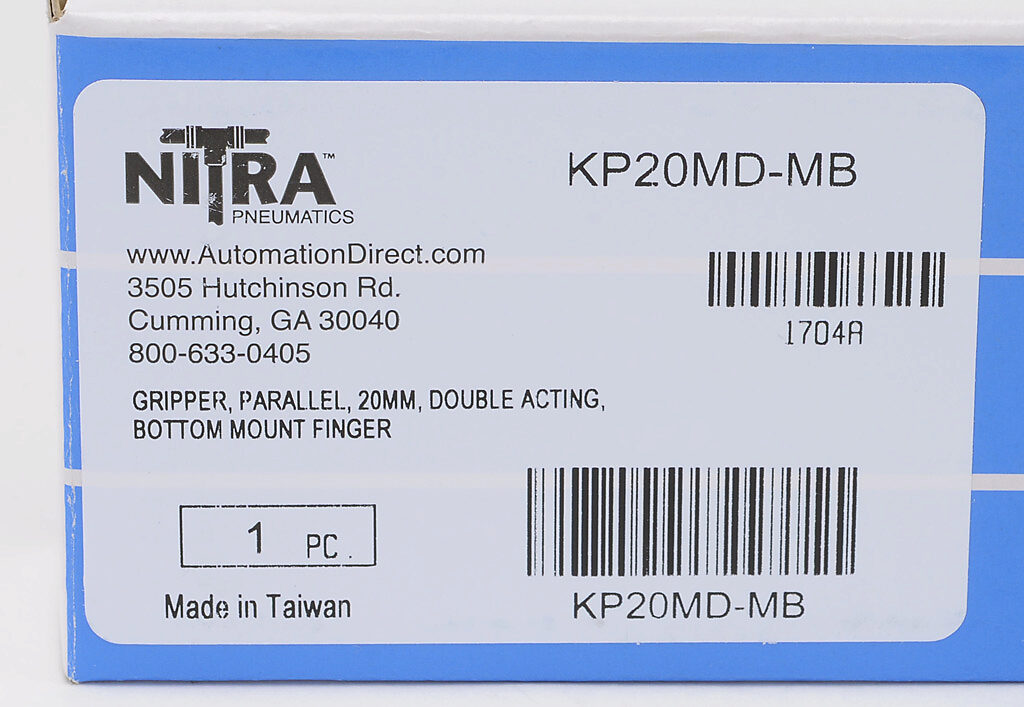 NITRA™
PNEUMATICS
KP20MD-MB
www.AutomationDirect.com
3505 Hutchinson Rd.
Cumming, GA 30040
800-633-0405
1704A
GRIPPER, PARALLEL, 20MM, DOUBLE ACTING,
BOTTOM MOUNT FINGER
1 PC.
Made in Taiwan
KP20MD-MB